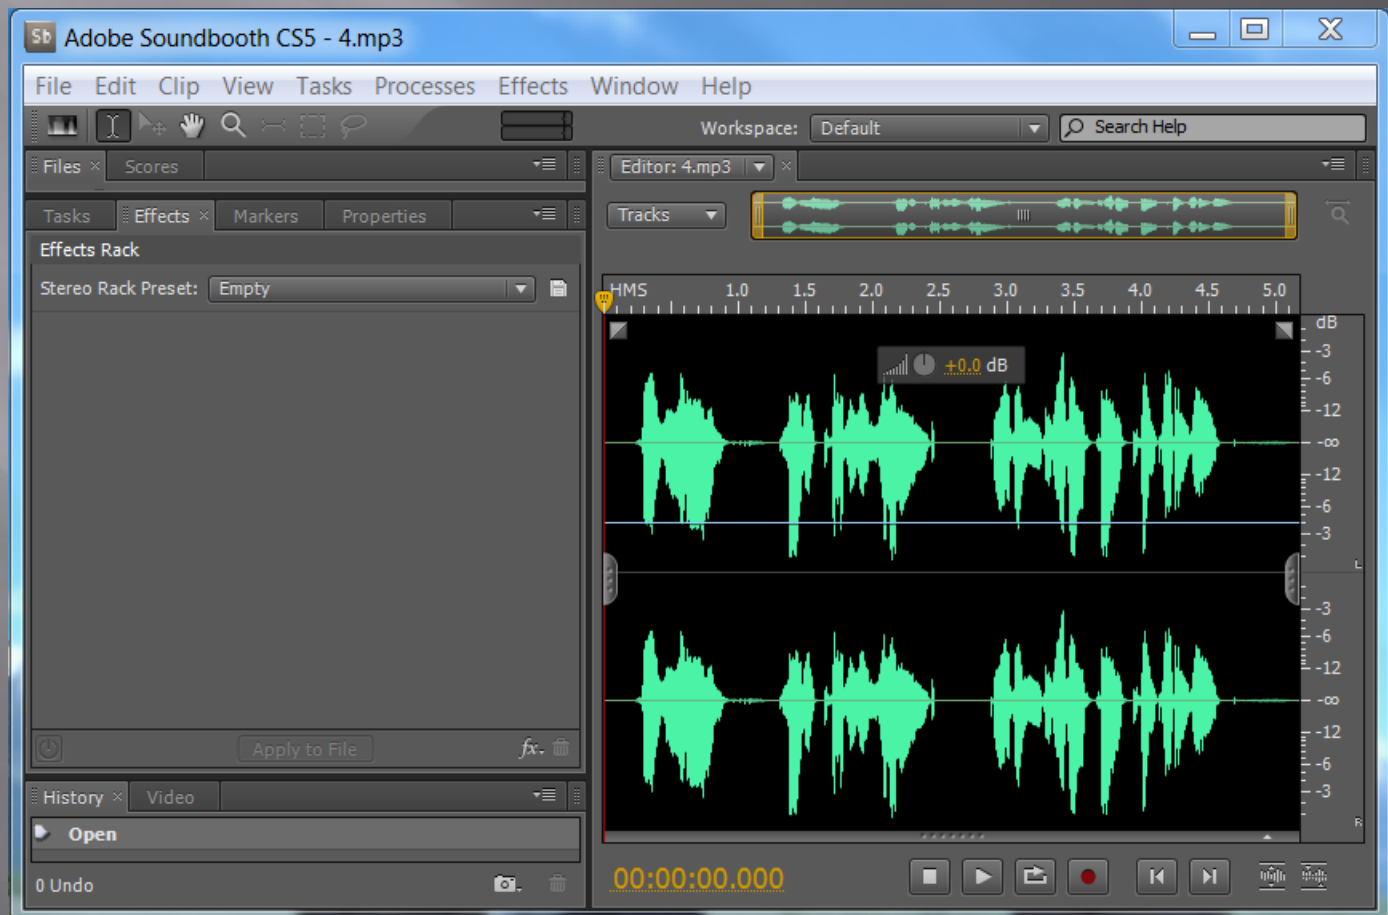 Sb Adobe Soundbooth CS5 - 4.mp3
File Edit Clip View Tasks Processes Effects Window Help
Workspace: Default Search Help
Files Scores
Editor: 4.mp3
Tasks Effects Markers Properties
Tracks
Effects Rack
Stereo Rack Preset: Empty
HMS 1.0 1.5 2.0 2.5 3.0 3.5 4.0 4.5 5.0
dB
-3
+0.0 dB
-6
-12
-∞
-12
-6
-3
L
-3
-6
-12
-∞
-12
-6
-3
R
Apply to File fx.
History Video
Open
0 Undo
00:00:00.000